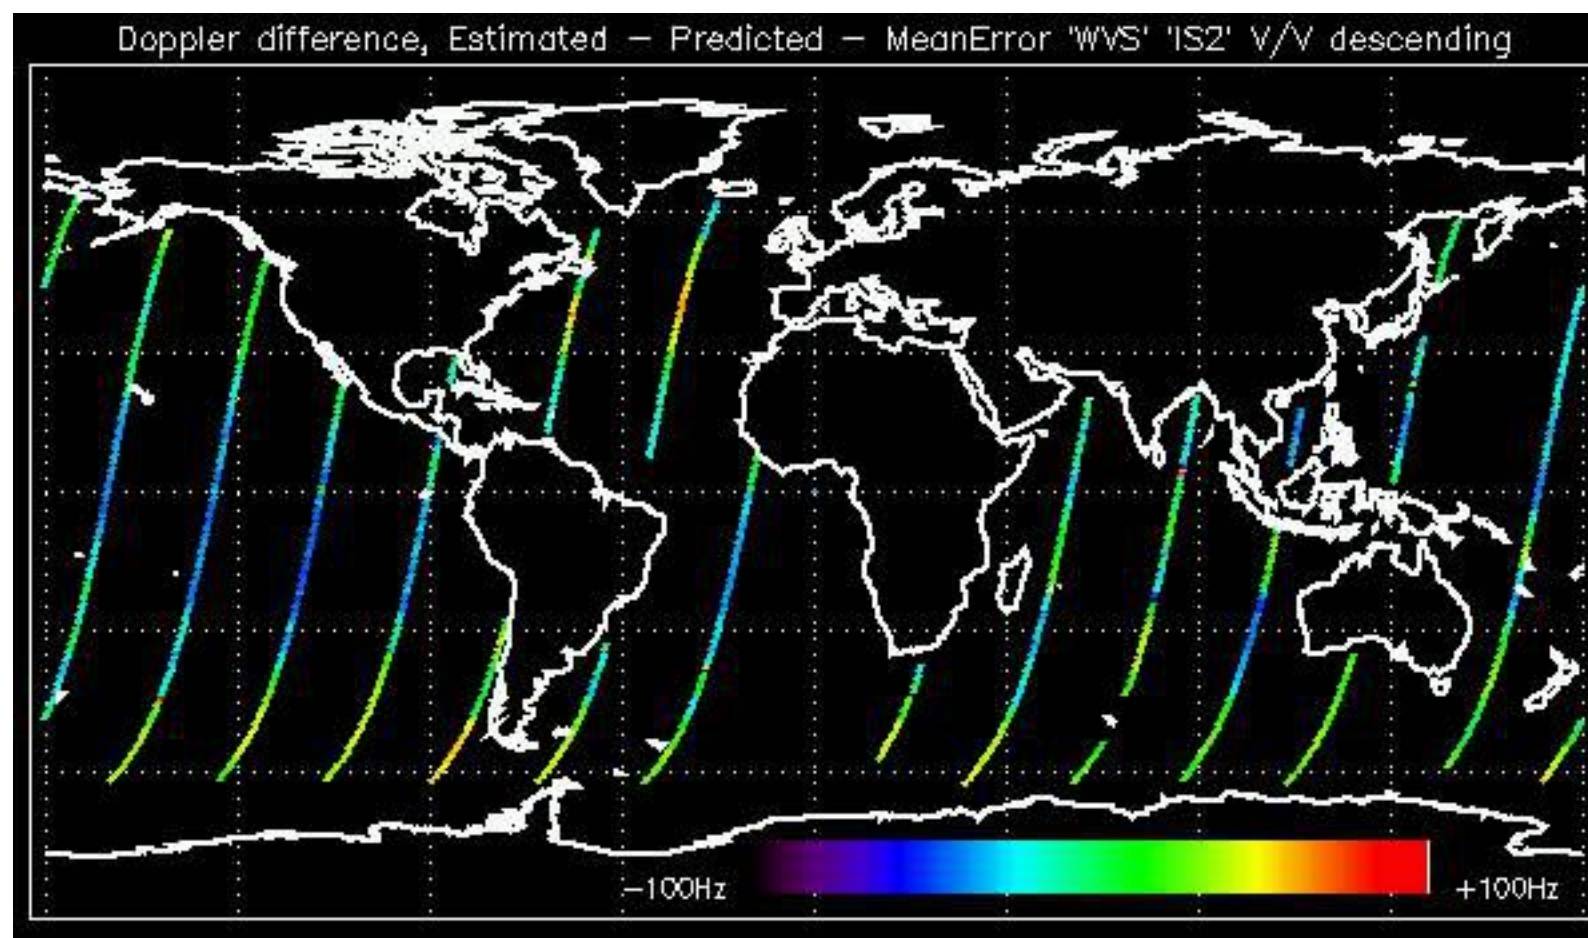 Doppler difference, Estimated – Predicted – MeanError 'WVS' 'IS2' V/V descending
–100Hz +100Hz